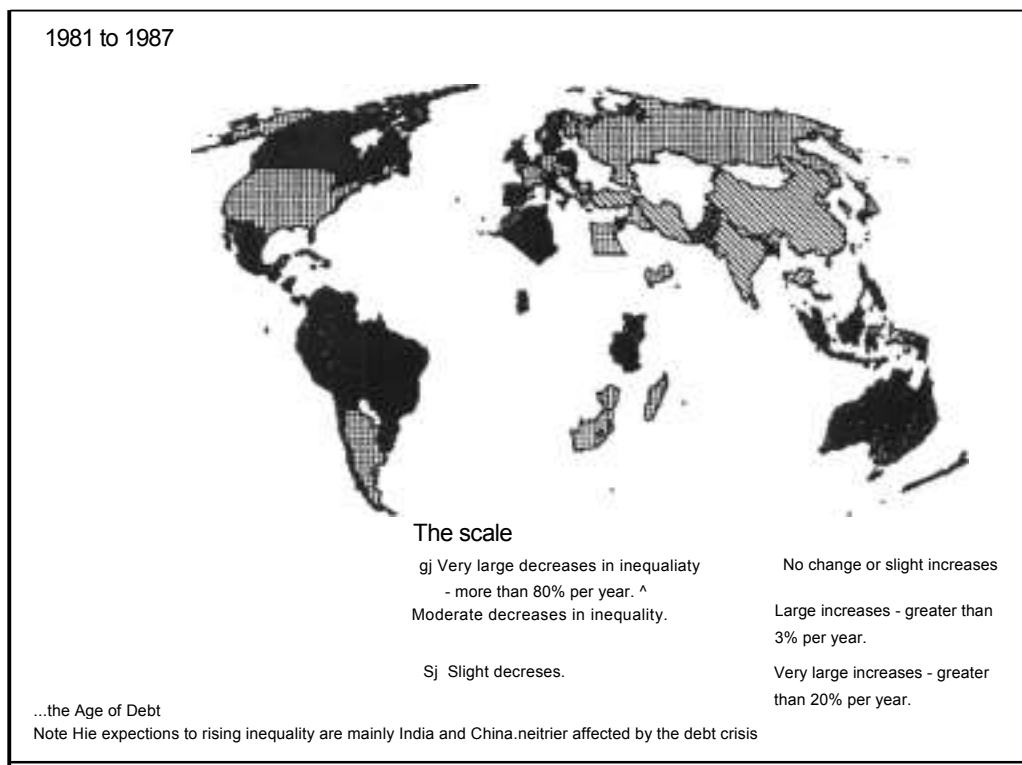 1981 to 1987
The scale
gj Very large decreases in inequaliaty
- more than 80% per year. ^
Moderate decreases in inequality.
Sj Slight decreses.
No change or slight increases
Large increases - greater than
3% per year.
Very large increases - greater
than 20% per year.
...the Age of Debt
Note Hie expections to rising inequality are mainly India and China.neitrier affected by the debt crisis